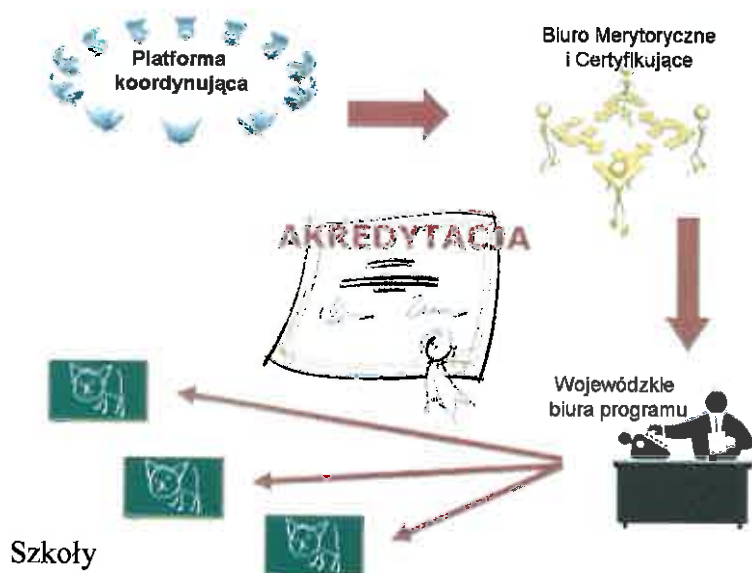 Platforma
koordynująca
Biuro Merytoryczne
i Certyfikujące
AKREDYTACJA
Wojewódzkie
biura programu
Szkoły